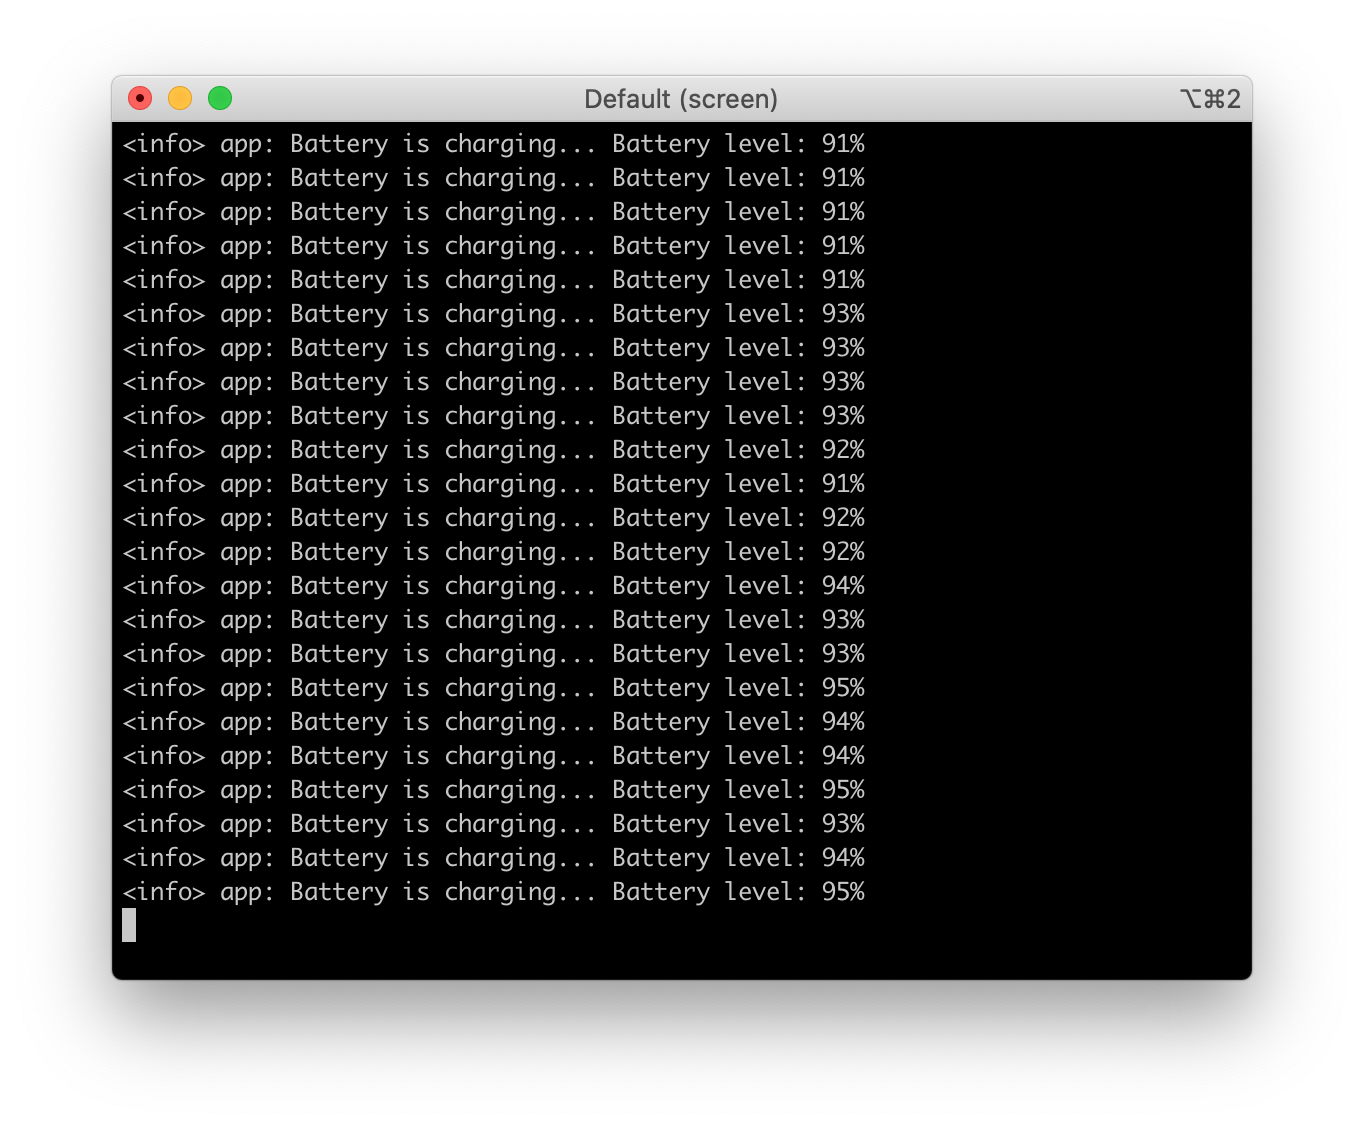 Default (screen)
⌥⌘2
<info> app: Battery is charging... Battery level: 91%
<info> app: Battery is charging... Battery level: 91%
<info> app: Battery is charging... Battery level: 91%
<info> app: Battery is charging... Battery level: 91%
<info> app: Battery is charging... Battery level: 91%
<info> app: Battery is charging... Battery level: 93%
<info> app: Battery is charging... Battery level: 93%
<info> app: Battery is charging... Battery level: 93%
<info> app: Battery is charging... Battery level: 93%
<info> app: Battery is charging... Battery level: 92%
<info> app: Battery is charging... Battery level: 91%
<info> app: Battery is charging... Battery level: 92%
<info> app: Battery is charging... Battery level: 92%
<info> app: Battery is charging... Battery level: 94%
<info> app: Battery is charging... Battery level: 93%
<info> app: Battery is charging... Battery level: 93%
<info> app: Battery is charging... Battery level: 95%
<info> app: Battery is charging... Battery level: 94%
<info> app: Battery is charging... Battery level: 94%
<info> app: Battery is charging... Battery level: 95%
<info> app: Battery is charging... Battery level: 93%
<info> app: Battery is charging... Battery level: 94%
<info> app: Battery is charging... Battery level: 95%